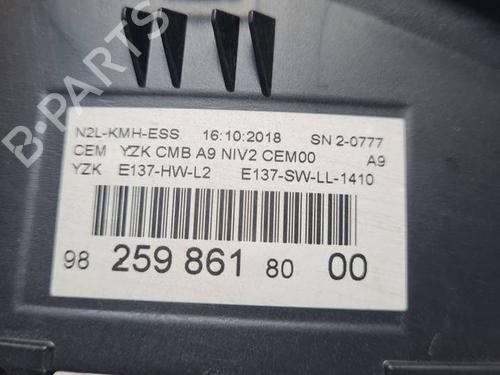 N2L-KMH-ESS 16:10:2018 SN 2-0777
CEM YZK CMB A9 NIV2 CEM00 A9
YZK E137-HW-L2 E137-SW-LL-1410
98 259 861 80 00